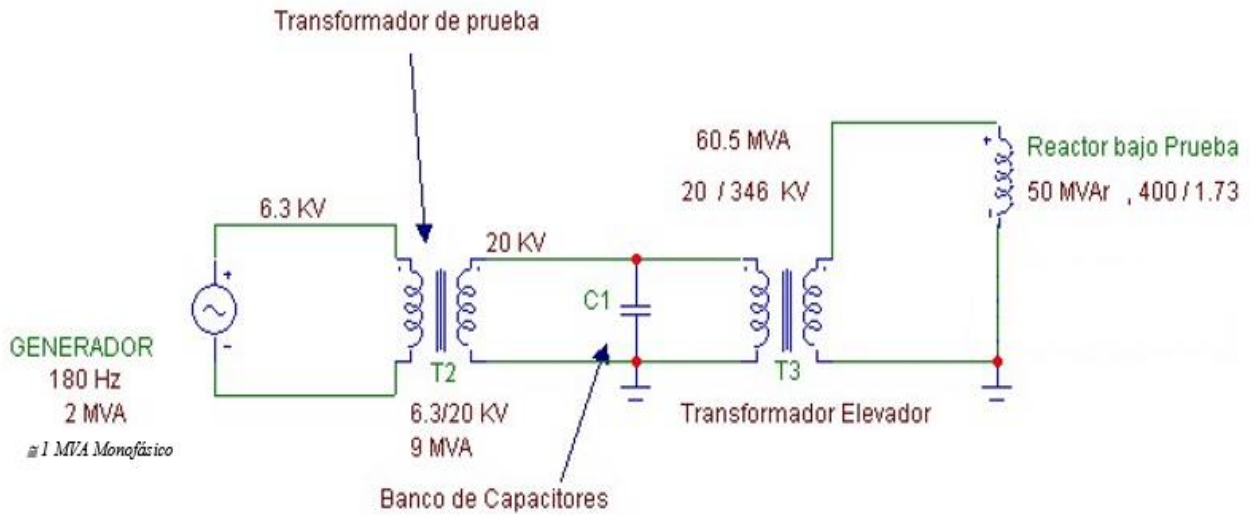 Transformador de prueba
60.5 MVA
20 / 346 KV
Reactor bajo Prueba
50 MVAr , 400 / 1.73
6.3 KV
20 KV
+
+
C1
-
GENERADOR
180 Hz
2 MVA
≅1 MVA Monofásico
T2
6.3/20 KV
9 MVA
T3
Transformador Elevador
Banco de Capacitores